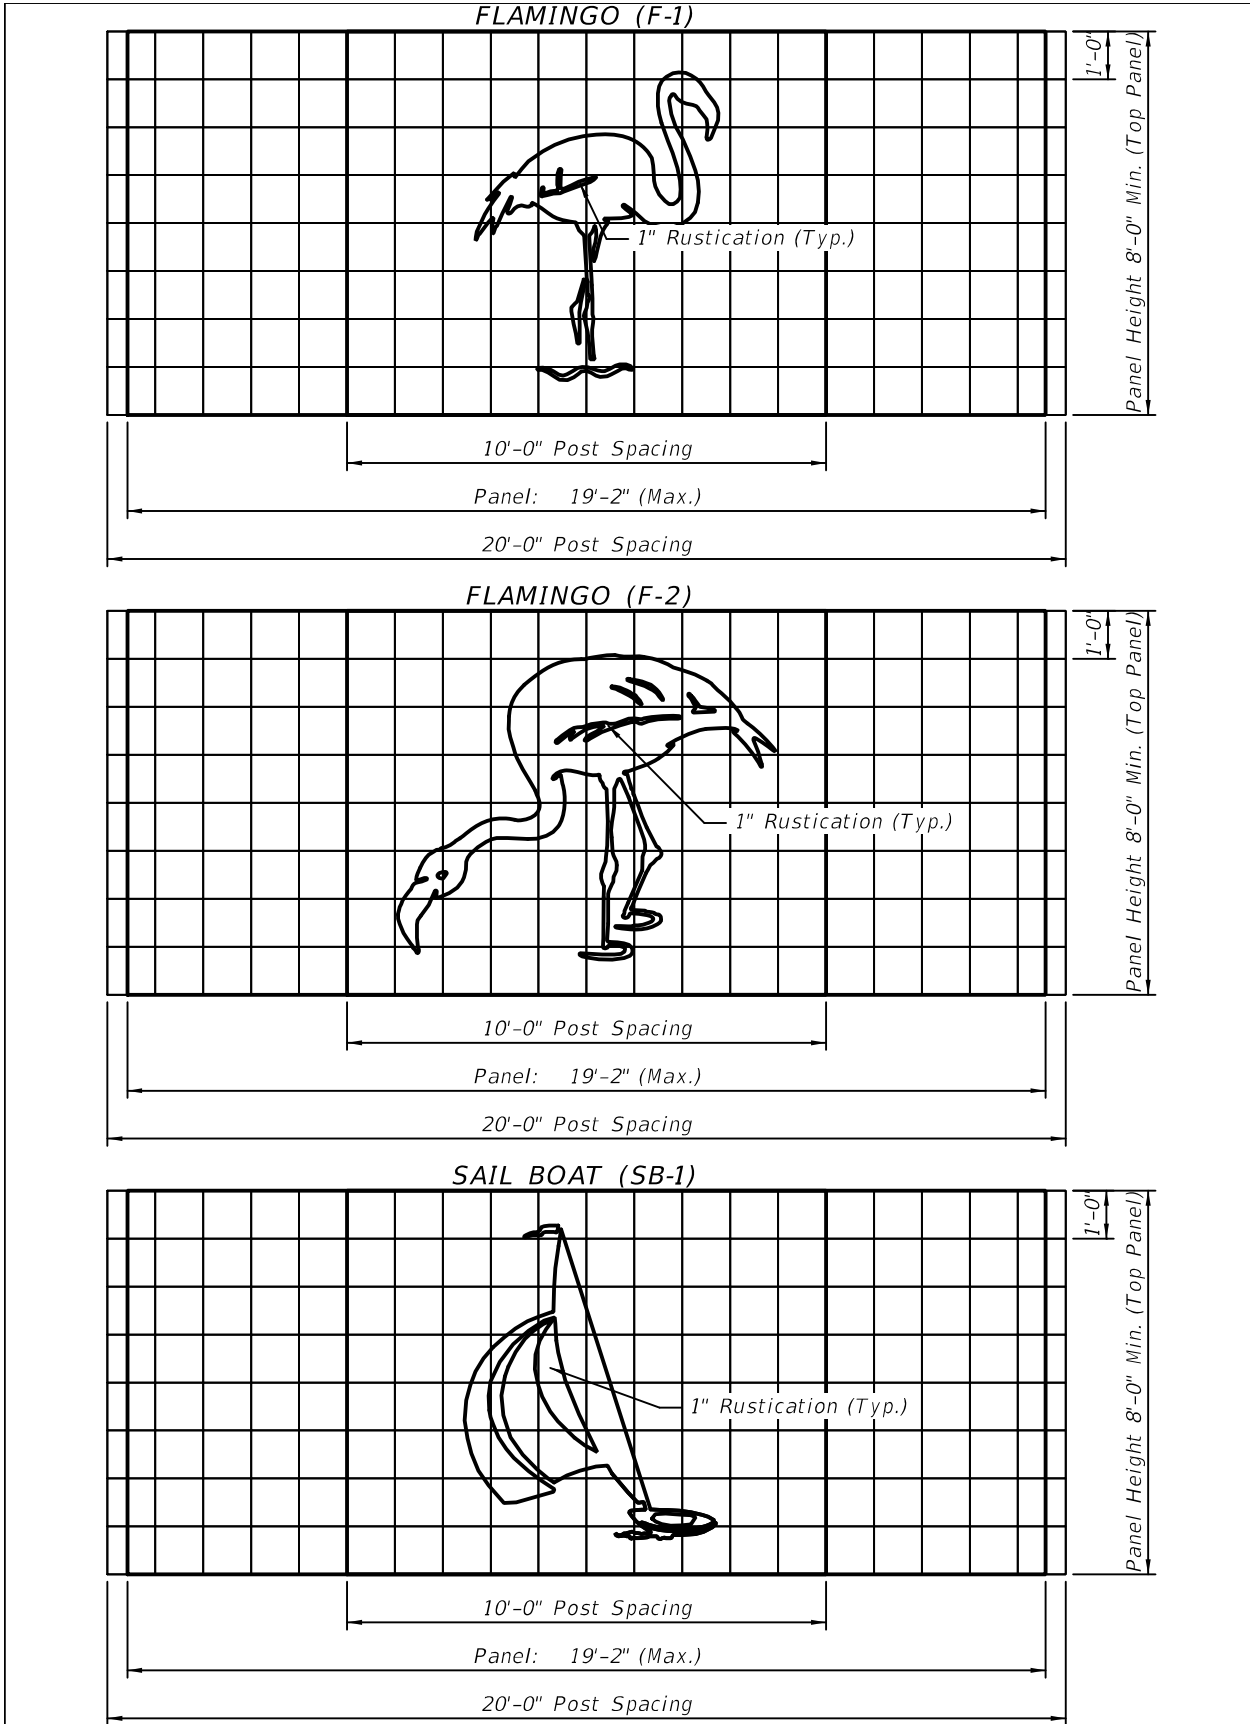 FLAMINGO (F-1)
1'-0"
Panel Height 8'-0" Min. (Top Panel)
1" Rustication (Typ.)
10'-0" Post Spacing
Panel: 19'-2" (Max.)
20'-0" Post Spacing
FLAMINGO (F-2)
1'-0"
Panel Height 8'-0" Min. (Top Panel)
1" Rustication (Typ.)
10'-0" Post Spacing
Panel: 19'-2" (Max.)
20'-0" Post Spacing
SAIL BOAT (SB-1)
1'-0"
Panel Height 8'-0" Min. (Top Panel)
1" Rustication (Typ.)
10'-0" Post Spacing
Panel: 19'-2" (Max.)
20'-0" Post Spacing